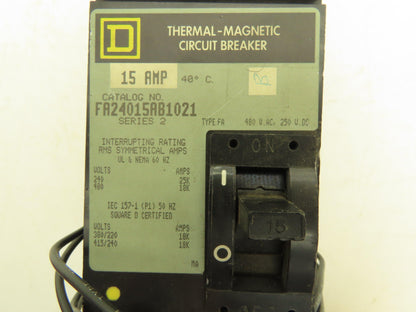 D
THERMAL-MAGNETIC
CIRCUIT BREAKER
15 AMP 40° C.
CATALOG NO.
FA24015AB1021
SERIES 2 TYPE FA 480 V.AC, 250 V.DC
INTERRUPTING RATING
RMS SYMMETRICAL AMPS
UL & NEMA 60 HZ
VOLTS AMPS
240 25K
480 18K
IEC 157-1 (P1) 50 HZ
SQUARE D CERTIFIED
VOLTS AMPS
380/220 18K
415/240 18K
MA
ON
I
15
O